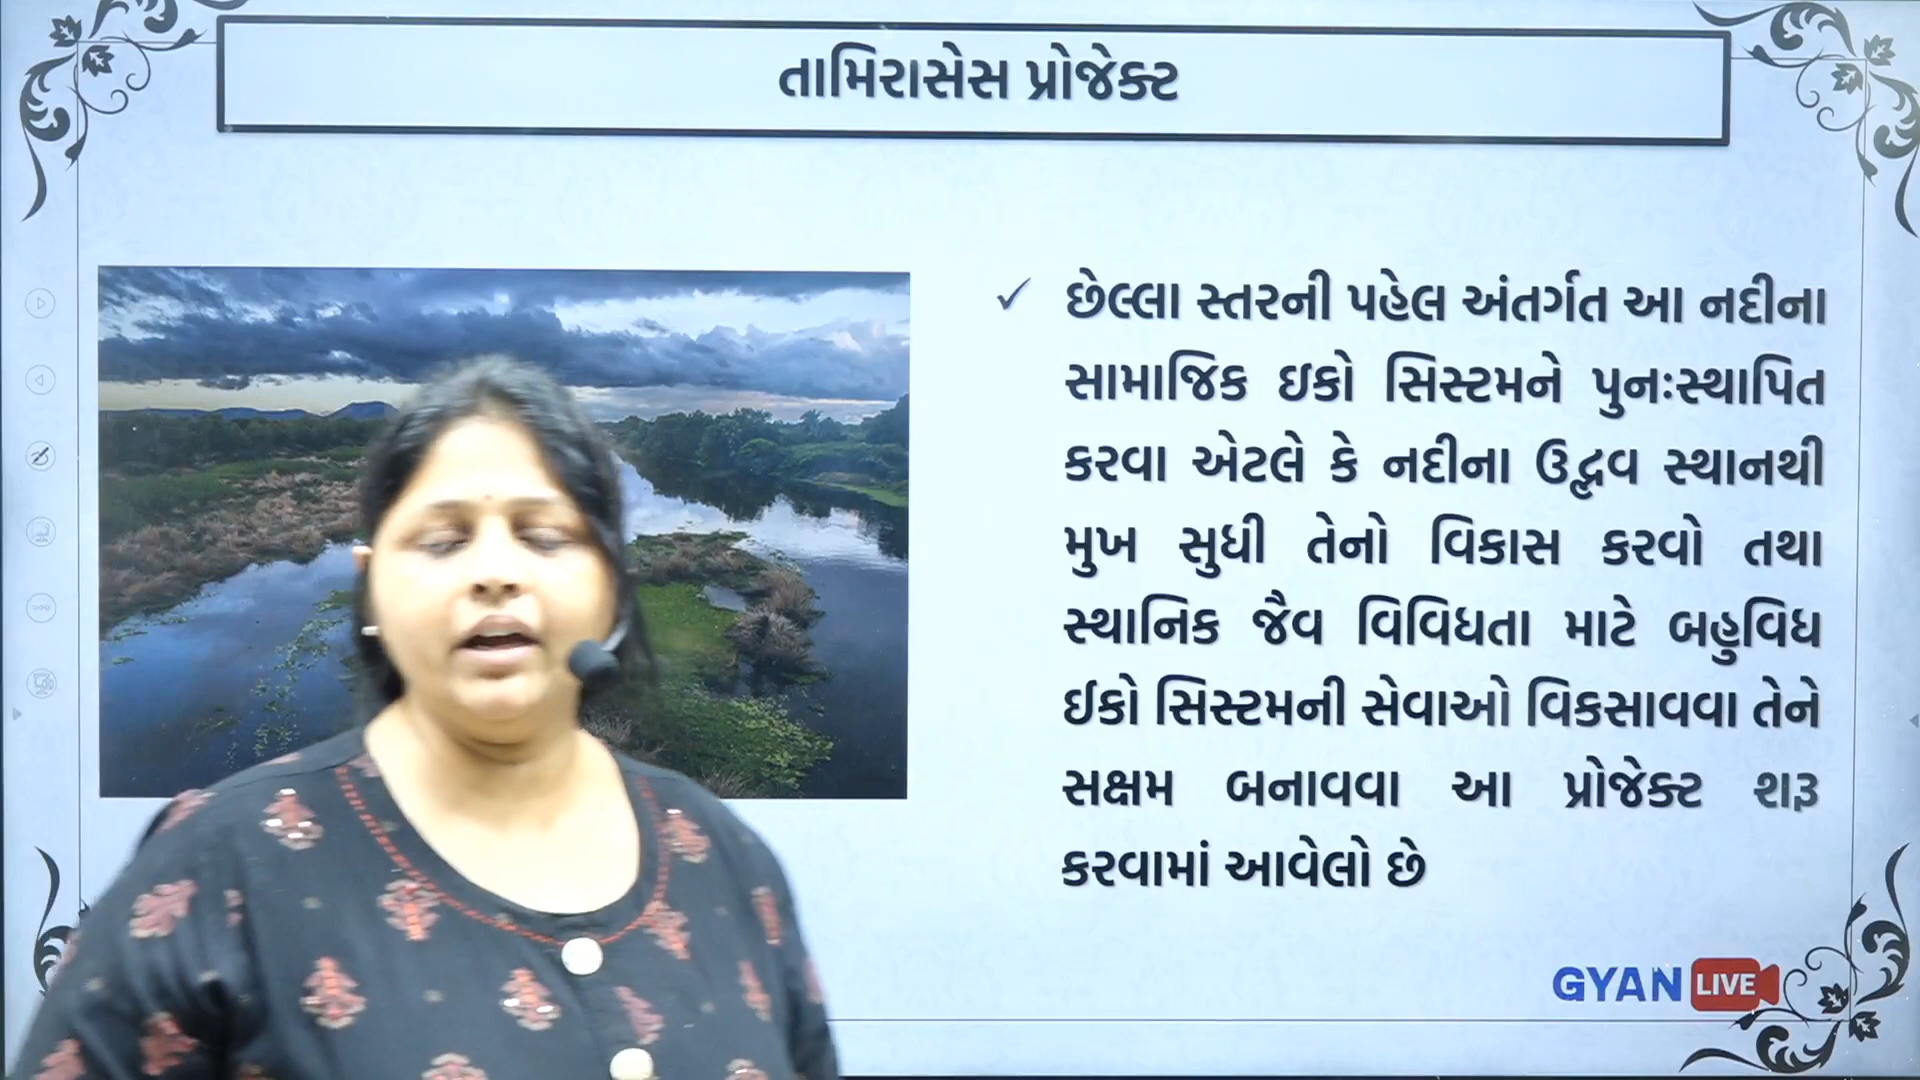 તામિરાસેસ પ્રોજેક્ટ
છેલ્લા સ્તરની પહેલ અંતર્ગત આ નદીના
સામાજિક ઇકો સિસ્ટમને પુનઃસ્થાપિત
કરવા એટલે કે નદીના ઉદ્ભવ સ્થાનથી
મુખ સુધી તેનો વિકાસ કરવો તથા
સ્થાનિક જૈવ વિવિધતા માટે બહુવિધ
ઈકો સિસ્ટમની સેવાઓ વિકસાવવા તેને
સક્ષમ બનાવવા આ પ્રોજેક્ટ શરૂ
કરવામાં આવેલો છે
GYAN LIVE